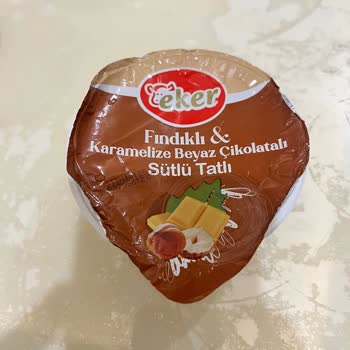 eker
Fındıklı &
Karamelize Beyaz Çikolatalı
Sütlü Tatlı